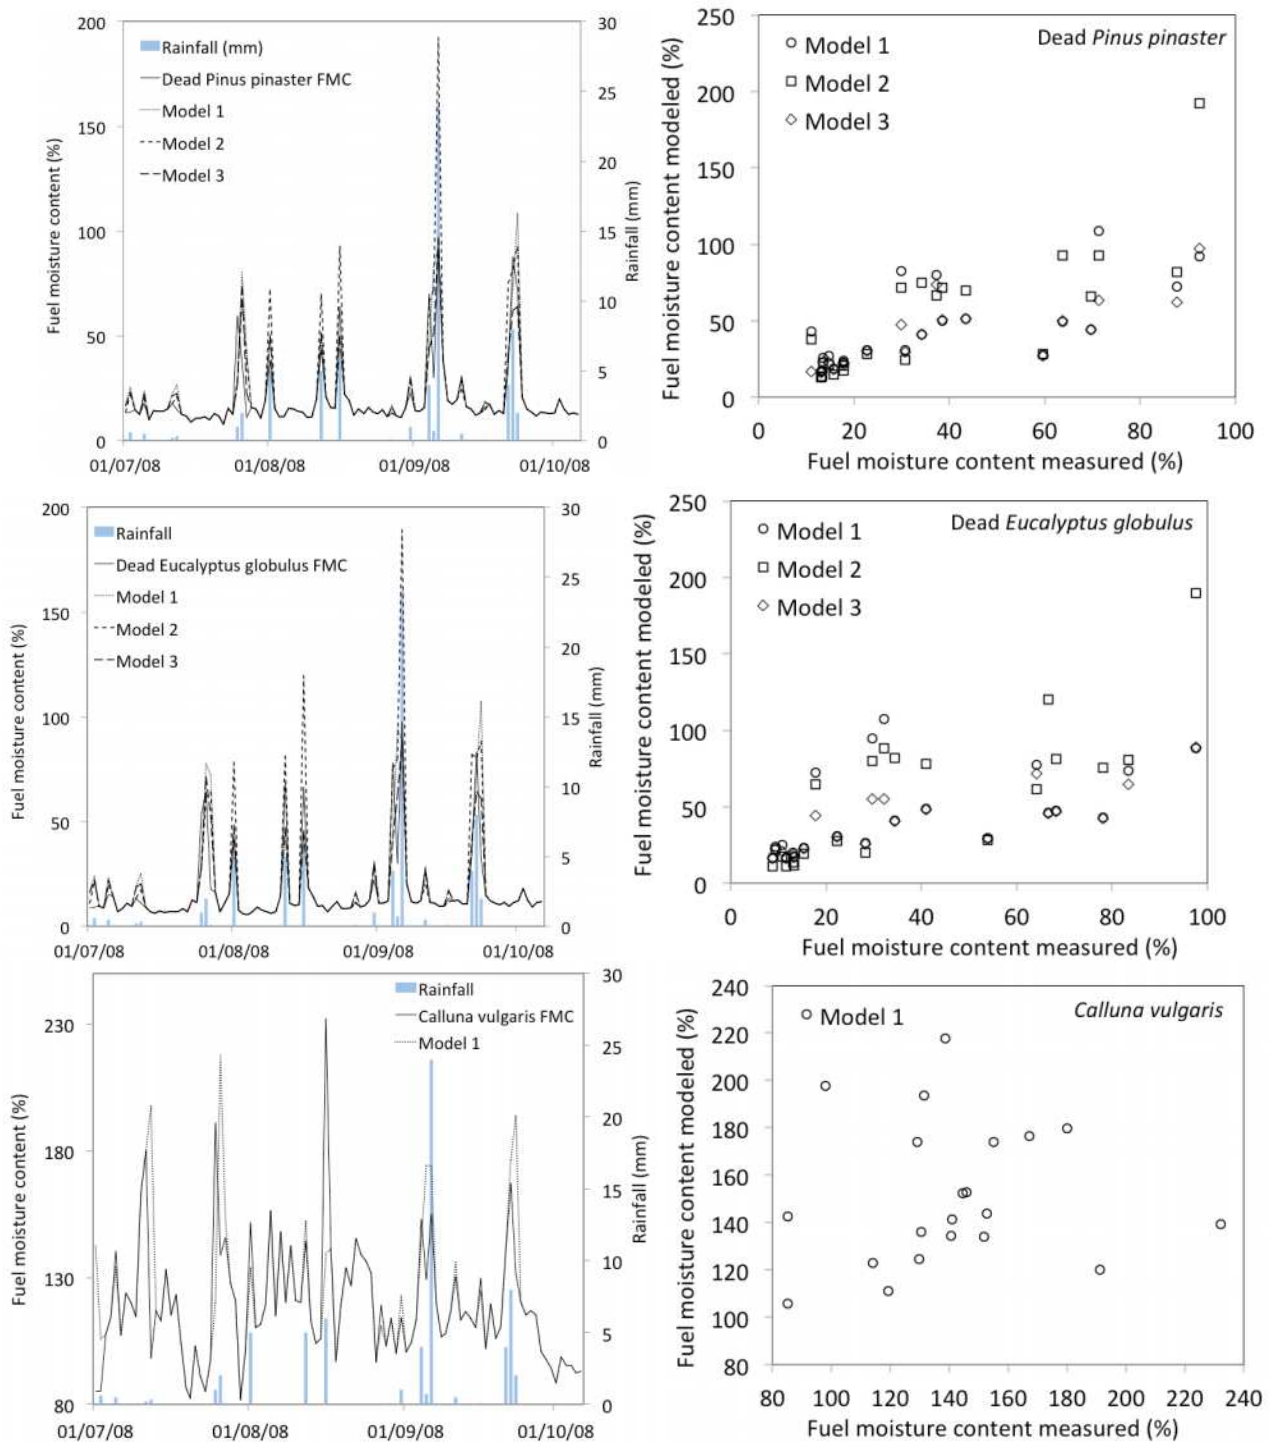 200
150
100
50
0
Fuel moisture content (%)
Rainfall (mm)
Dead Pinus pinaster FMC
Model 1
Model 2
Model 3
30
25
20
15
10
5
0
Rainfall (mm)
01/07/08 01/08/08 01/09/08 01/10/08
250
200
150
100
50
0
Fuel moisture content modeled (%)
Model 1
Model 2
Model 3
Dead Pinus pinaster
0 20 40 60 80 100
Fuel moisture content measured (%)
200
150
100
50
0
Fuel moisture content (%)
Rainfall
Dead Eucalyptus globulus FMC
Model 1
Model 2
Model 3
30
25
20
15
10
5
0
Rainfall (mm)
01/07/08 01/08/08 01/09/08 01/10/08
250
200
150
100
50
0
Fuel moisture content modeled (%)
Model 1
Model 2
Model 3
Dead Eucalyptus globulus
0 20 40 60 80 100
Fuel moisture content measured (%)
230
180
130
80
Fuel moisture content (%)
Rainfall
Calluna vulgaris FMC
Model 1
30
25
20
15
10
5
0
Rainfall (mm)
01/07/08 01/08/08 01/09/08 01/10/08
240
220
200
180
160
140
120
100
80
Fuel moisture content modeled (%)
Model 1
Calluna vulgaris
80 100 120 140 160 180 200 220 240
Fuel moisture content measured (%)